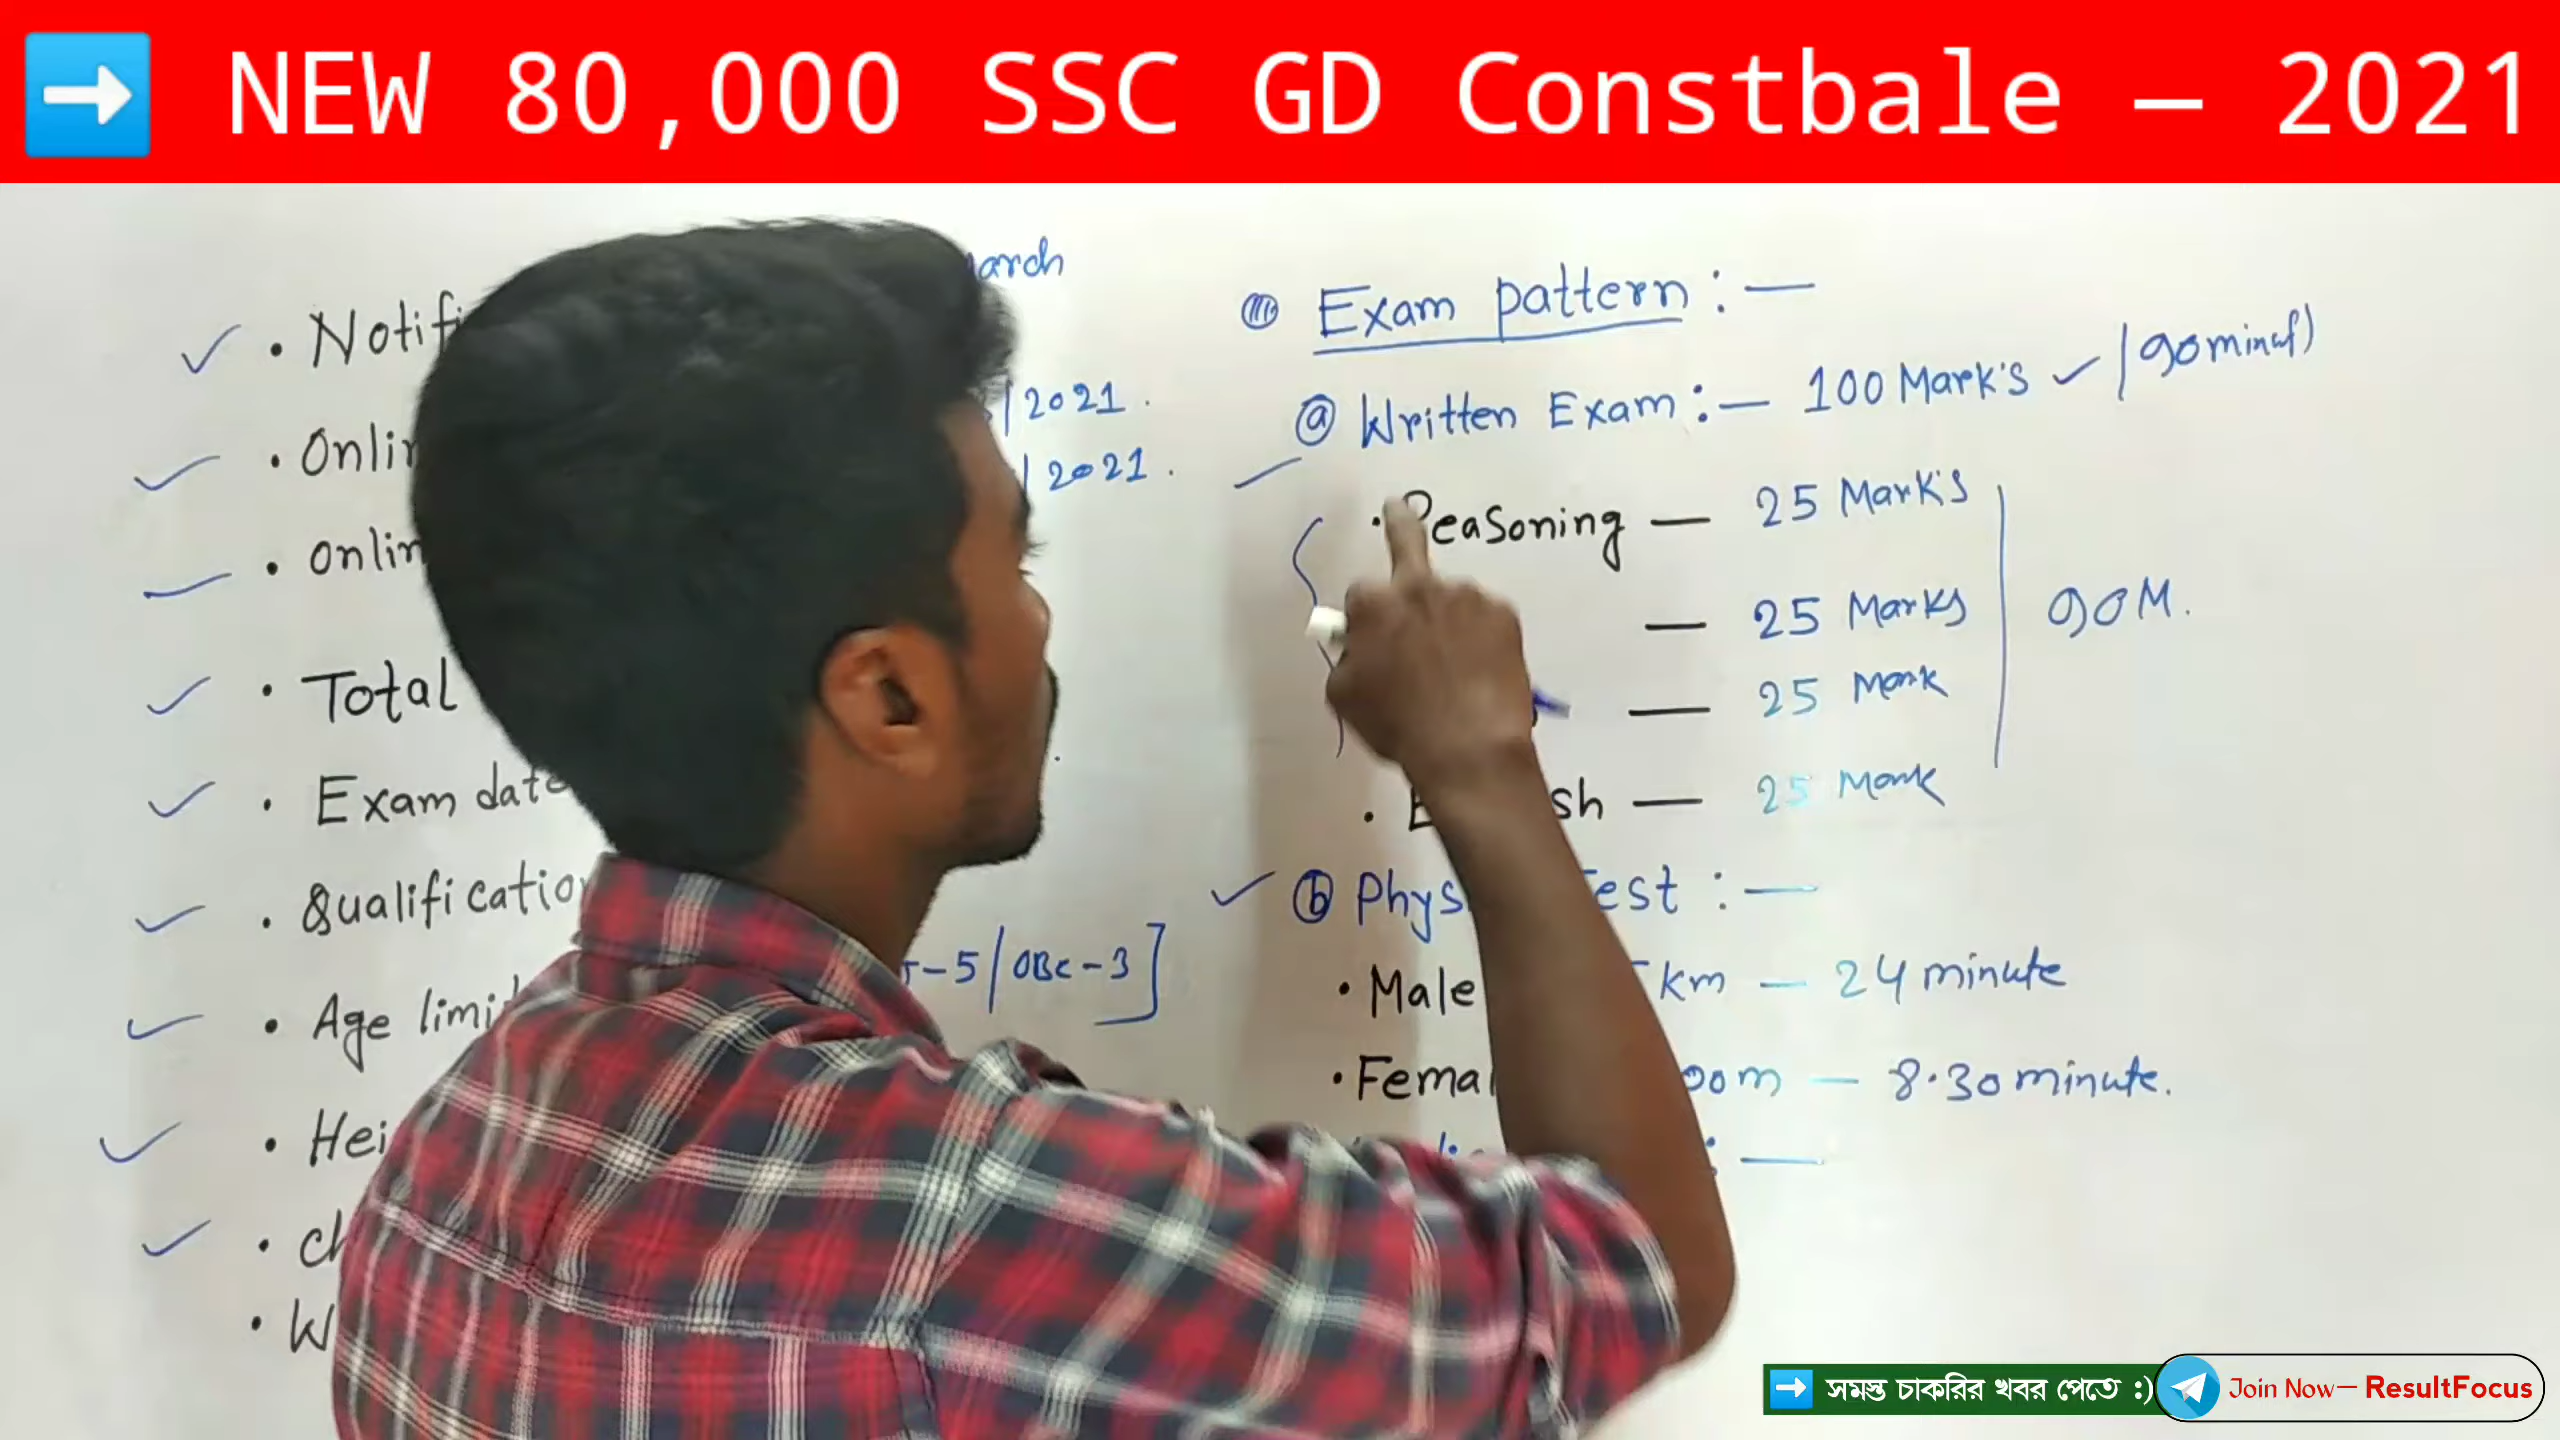 ➡ NEW 80,000 SSC GD Constbale – 2021
arch
• Notifi
• Onlin 2021.
• Onlin 2021.
• Total
• Exam date
• Qualification
• Age limi -5/OBC-3]
• Hei
• Ch
• W
Exam pattern :—
ⓐ Written Exam :— 100 Mark's ✓ / 90 minut)
• Reasoning — 25 Mark's
— 25 Marks 90 M.
— 25 Mark
• E sh — 25 Mark
ⓑ Phys Test :—
• Male km — 24 minute
• Femal 00m — 8.30 minute.
: —
➡ সমস্ত চাকরির খবর পেতে :)
Join Now— ResultFocus